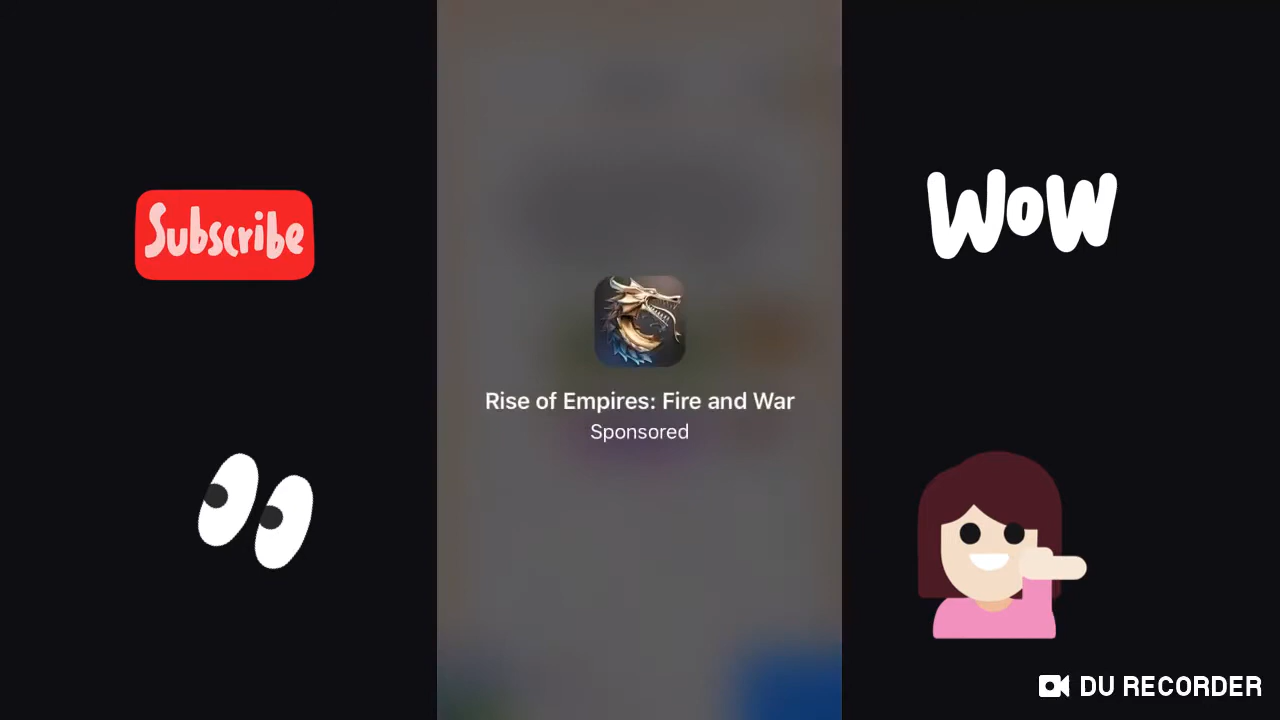 Subscribe
WOW
Rise of Empires: Fire and War
Sponsored
DU RECORDER